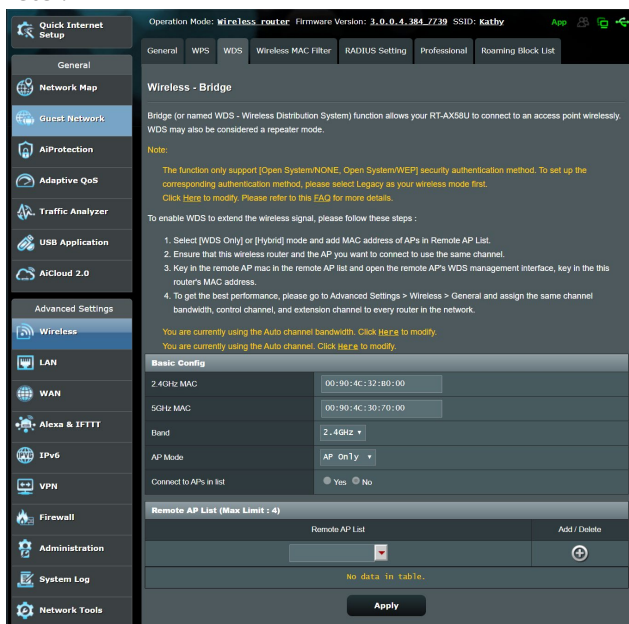 Quick Internet
Setup
Operation Mode: Wireless router Firmware Version: 3.0.0.4.384_7739 SSID: Kathy
App
General WPS WDS Wireless MAC Filter RADIUS Setting Professional Roaming Block List
General
Network Map
Guest Network
AiProtection
Adaptive QoS
Traffic Analyzer
USB Application
AiCloud 2.0
Advanced Settings
Wireless
LAN
WAN
Alexa & IFTTT
IPv6
VPN
Firewall
Administration
System Log
Network Tools
Wireless - Bridge
Bridge (or named WDS - Wireless Distribution System) function allows your RT-AX58U to connect to an access point wirelessly.
WDS may also be considered a repeater mode.
Note:
The function only support [Open System/NONE, Open System/WEP] security authentication method. To set up the
corresponding authentication method, please select Legacy as your wireless mode first.
Click Here to modify. Please refer to this FAQ for more details.
To enable WDS to extend the wireless signal, please follow these steps :
1. Select [WDS Only] or [Hybrid] mode and add MAC address of APs in Remote AP
List.
2. Ensure that this wireless router and the AP you want to connect to use the same
channel.
3. Key in the remote AP mac in the remote AP list and open the remote AP's WDS
management interface, key in the this
router's MAC address.
4. To get the best performance, please go to Advanced Settings > Wireless > General and assign the same channel
bandwidth, control channel, and extension channel to every router in the network.
You are currently using the Auto channel bandwidth. Click Here to modify.
You are currently using the Auto channel. Click Here to modify.
Basic Config
2.4GHz MAC 00:90:4C:32:B0:00
5GHz MAC 00:90:4C:30:70:00
Band 2.4GHz
AP Mode AP Only
Connect to APs in list Yes No
Remote AP List (Max Limit : 4)
Remote AP List Add / Delete
No data in table.
Apply